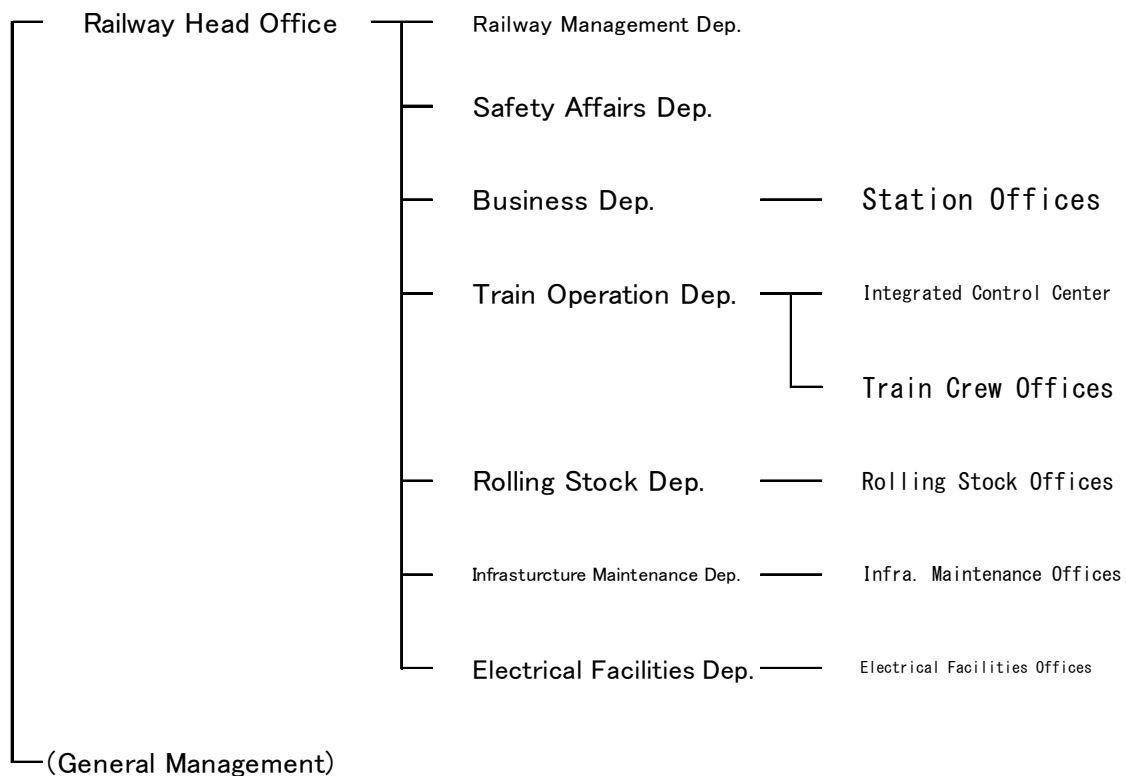 Railway Head Office
Railway Management Dep.
Safety Affairs Dep.
Business Dep.
Station Offices
Train Operation Dep.
Integrated Control Center
Train Crew Offices
Rolling Stock Dep.
Rolling Stock Offices
Infrasturcture Maintenance Dep.
Infra. Maintenance Offices
Electrical Facilities Dep.
Electrical Facilities Offices
(General Management)